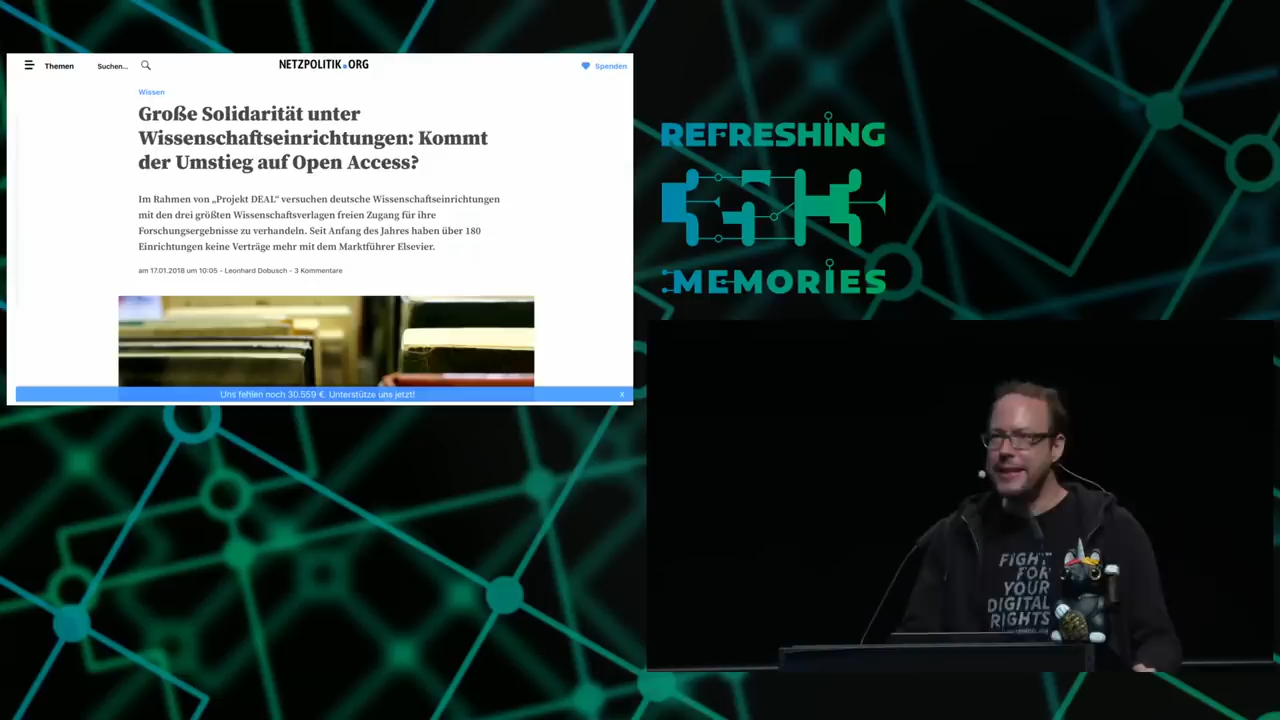 Themen
Suchen...
NETZPOLITIK.ORG
Spenden
Wissen
Große Solidarität unter
Wissenschaftseinrichtungen: Kommt
der Umstieg auf Open Access?
Im Rahmen von „Projekt DEAL“ versuchen deutsche Wissenschaftseinrichtungen
mit den drei größten Wissenschaftsverlagen freien Zugang für ihre
Forschungsergebnisse zu verhandeln. Seit Anfang des Jahres haben über 180
Einrichtungen keine Verträge mehr mit dem Marktführer Elsevier.
am 17.01.2018 um 10:05 - Leonhard Dobusch - 3 Kommentare
Uns fehlen noch 30.559 €. Unterstütze uns jetzt!
x
REFRESHING
MEMORIES
FIGHT
FOR
YOUR
DIGITAL
RIGHTS